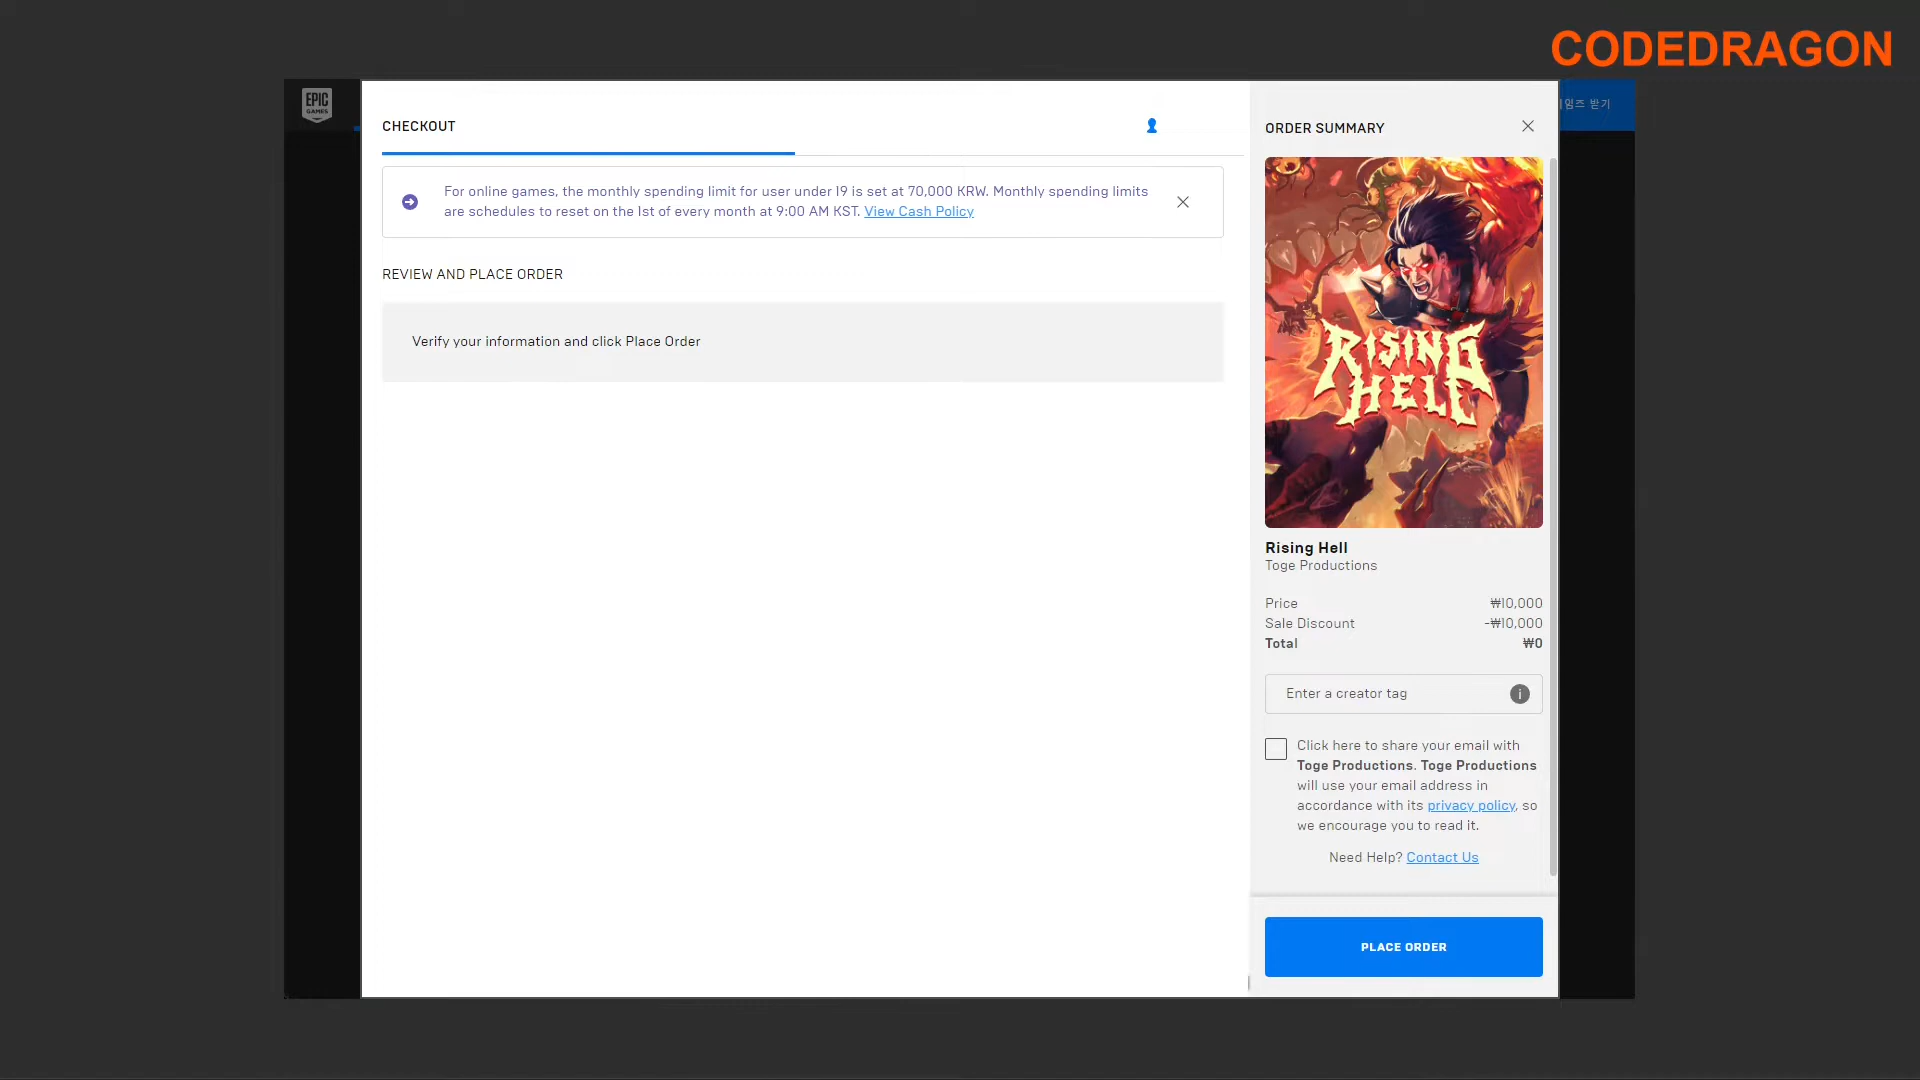 CODEDRAGON
EPIC
GAMES
임즈 받기
CHECKOUT
For online games, the monthly spending limit for user under 19 is set at 70,000 KRW. Monthly spending limits
are schedules to reset on the 1st of every month at 9:00 AM KST. View Cash Policy
REVIEW AND PLACE ORDER
Verify your information and click Place Order
ORDER SUMMARY
RISING
HELL
Rising Hell
Toge Productions
Price ₩10,000
Sale Discount -₩10,000
Total ₩0
Enter a creator tag
Click here to share your email with
Toge Productions. Toge Productions
will use your email address in
accordance with its privacy policy, so
we encourage you to read it.
Need Help? Contact Us
PLACE ORDER